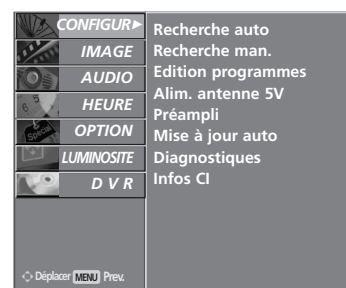 CONFIGUR►
IMAGE
AUDIO
HEURE
OPTION
LUMINOSITE
D V R
Recherche auto
Recherche man.
Edition programmes
Alim. antenne 5V
Préampli
Mise à jour auto
Diagnostiques
Infos CI
Déplacer MENU Prev.